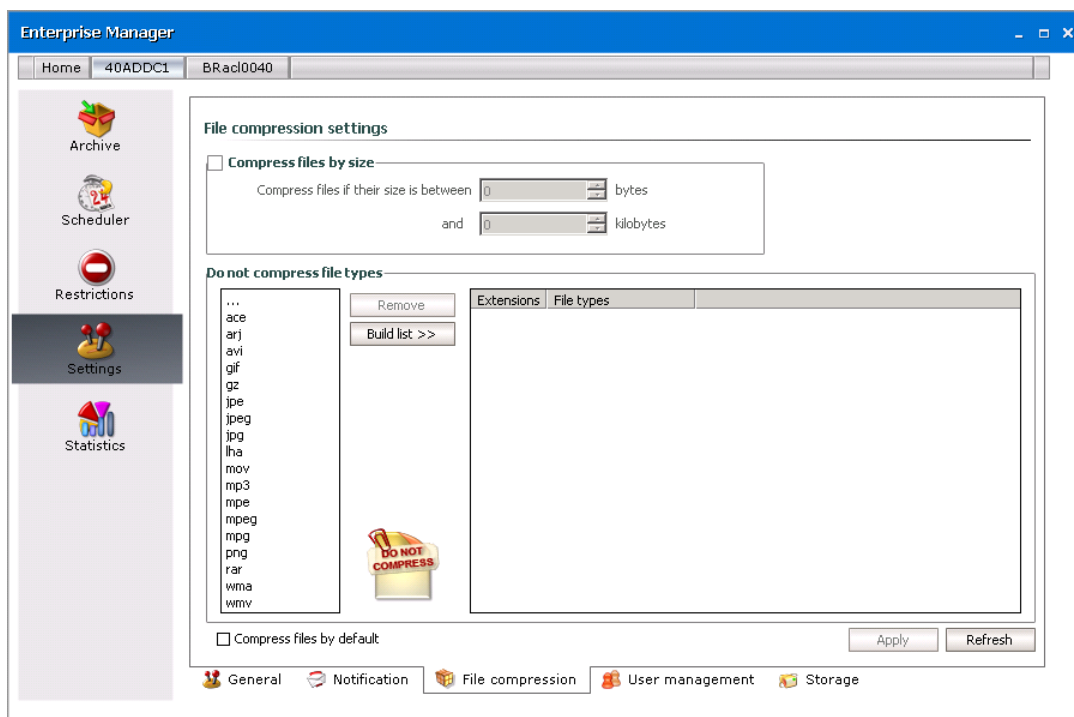 Enterprise Manager
Home 40ADDC1 BRacl0040
Archive
Scheduler
24
Restrictions
Settings
Statistics
File compression settings
Compress files by size
Compress files if their size is between 0 bytes
and 0 kilobytes
Do not compress file types
...
ace
arj
avi
gif
gz
jpe
jpeg
jpg
lha
mov
mp3
mpe
mpeg
mpg
png
rar
wma
wmv
Remove
Build list >>
DO NOT
COMPRESS
Extensions File types
Compress files by default
Apply Refresh
General Notification File compression User management Storage